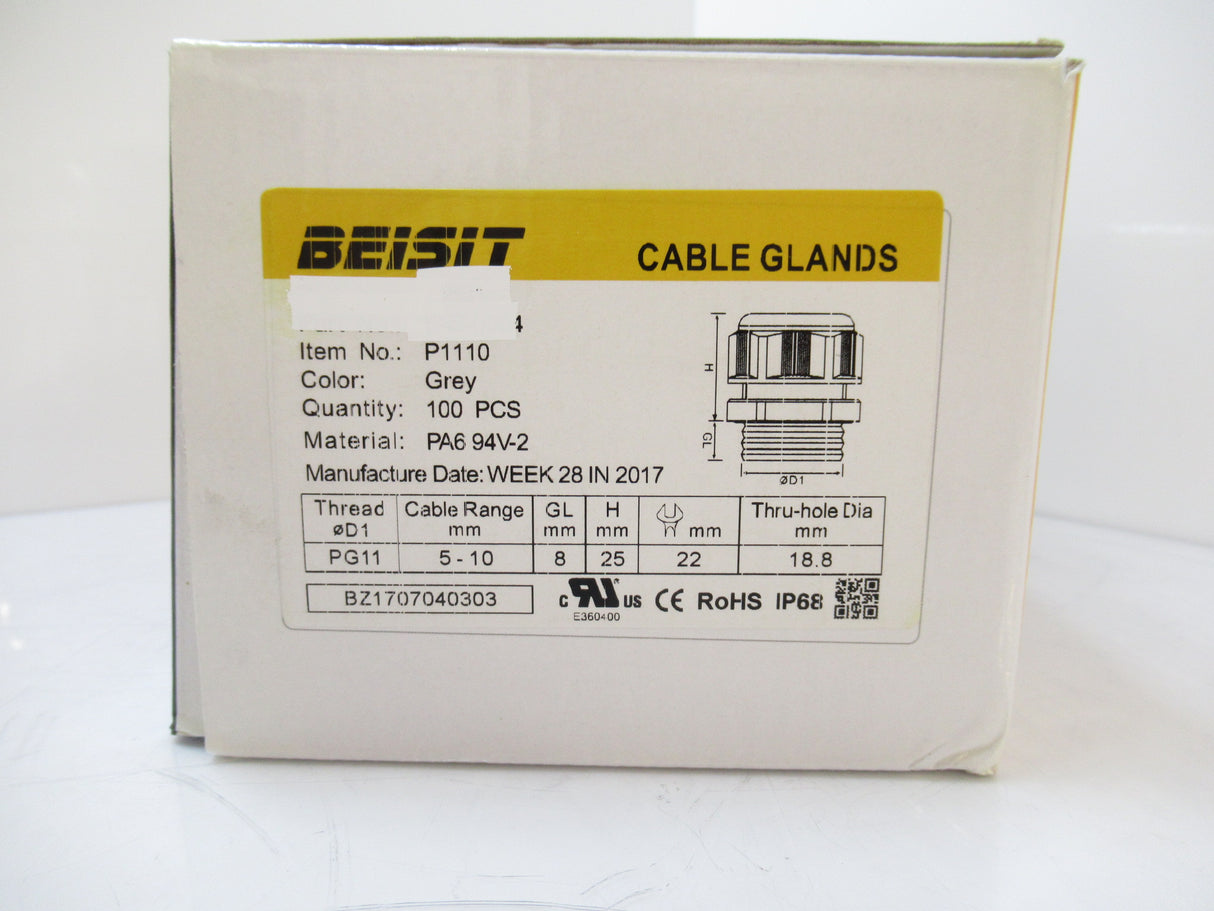 BEISIT
CABLE GLANDS
4
Item No.: P1110
Color: Grey
Quantity: 100 PCS
Material: PA6 94V-2
Manufacture Date: WEEK 28 IN 2017
H
GL
øD1
Thread øD1 Cable Range mm GL mm H mm mm Thru-hole Dia mm
PG11 5 - 10 8 25 22 18.8
BZ1707040303 c RU ® US CE RoHS IP68
E360400